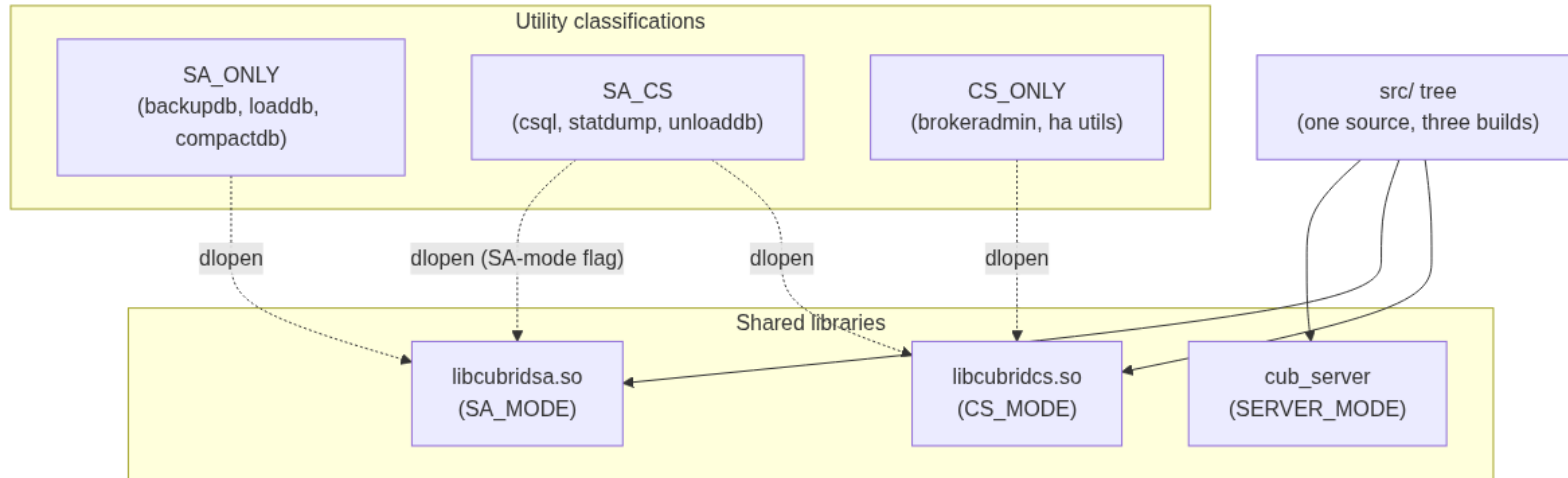 Utility classifications
SA_ONLY
(backupdb, loaddb,
compactdb)
SA_CS
(csql, statdump, unloaddb)
CS_ONLY
(brokeradmin, ha utils)
src/ tree
(one source, three builds)
dlopen
dlopen (SA-mode flag)
dlopen
dlopen
Shared libraries
libcubridsa.so
(SA_MODE)
libcubridcs.so
(CS_MODE)
cub_server
(SERVER_MODE)